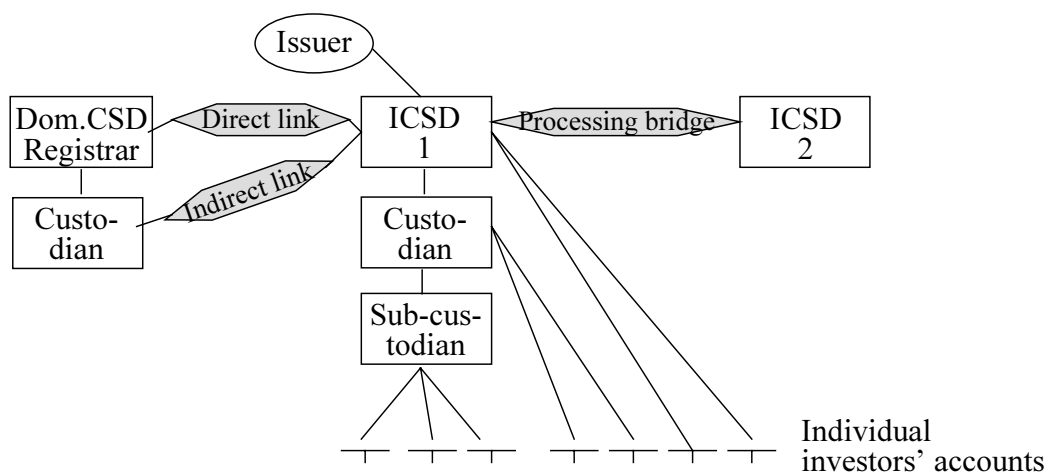 Issuer
Dom.CSD
Registrar
Direct link
ICSD
1
Processing bridge
ICSD
2
Indirect link
Custo-
dian
Custo-
dian
Sub-cus-
todian
Individual
investors' accounts